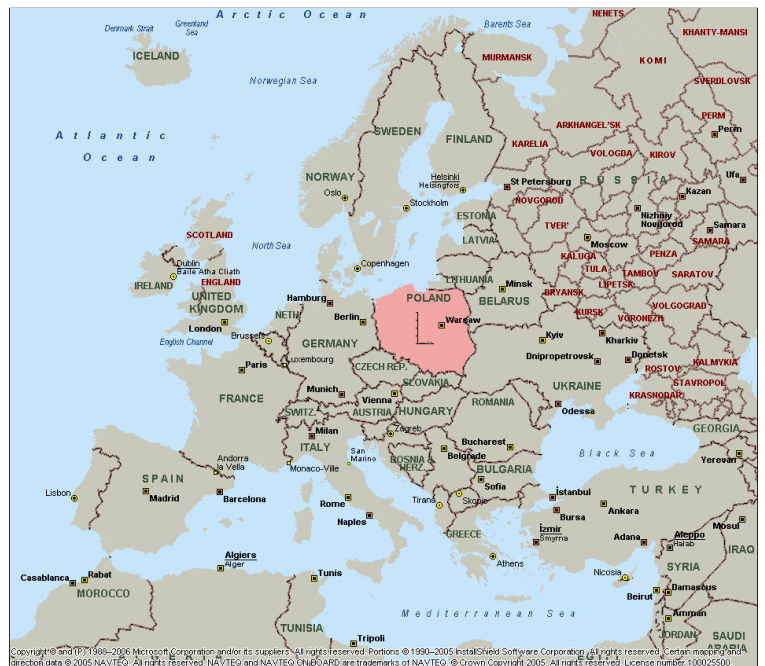 Arctic Ocean
Denmark Strait
Greenland Sea
Barents Sea
NENETS
KHANTY-MANSI
ICELAND
MURMANSK
KOMI
Norwegian Sea
SVERDLOVSK
Atlantic
Ocean
SWEDEN
FINLAND
ARKHANGEL'SK
PERM
Perm
KARELIA
VOLOGDA
KIROV
NORWAY
Helsinki
Helsingfors
St Petersburg
RUSSIA
Ufa
Oslo
Stockholm
NOVGOROD
Kazan
Nizhniy Novgorod
ESTONIA
TVER'
Samara
SCOTLAND
North Sea
LATVIA
Moscow
SAMARA
Dublin
Baile Atha Cliath
Copenhagen
KALUGA
PENZA
TULA
TAMBOV
SARATOV
IRELAND
ENGLAND
LITHUANIA
Minsk
LIPETSK
UNITED KINGDOM
Hamburg
POLAND
BELARUS
BRYANSK
VOLGOGRAD
KURSK
VORONEZH
NETH.
Berlin
Warsaw
London
English Channel
Brussels
GERMANY
Kyiv
Kharkiv
Luxembourg
Paris
CZECH REP.
Dnipropetrovsk
Donetsk
KALMYKIA
ROSTOV
SLOVAKIA
STAVROPOL
Munich
Vienna
UKRAINE
KRASNODAR
FRANCE
SWITZ.
AUSTRIA
HUNGARY
ROMANIA
Odessa
Milan
Zagreb
GEORGIA
ITALY
San Marino
Bucharest
Black Sea
Andorra la Vella
Monaco-Ville
BOSNIA & HERZ.
Belgrade
BULGARIA
Yerevan
SPAIN
Sofia
Lisbon
Madrid
Barcelona
Rome
Tirana
Skopje
İstanbul
TURKEY
Naples
Bursa
Ankara
GREECE
İzmir
Smyrna
Adana
Aleppo
Halab
Mosul
Algiers
Alger
Athens
IRAQ
Casablanca
Rabat
Tunis
Nicosia
SYRIA
MOROCCO
Beirut
Damascus
Mediterranean Sea
Amman
TUNISIA
JORDAN
SAUDI ARABIA
Tripoli
Copyright © and (P) 1988–2006 Microsoft Corporation and/or its suppliers. All rights reserved. Portions © 1990–2005 InstallShield Software Corporation. All rights reserved. Certain mapping and
direction data © 2005 NAVTEQ. All rights reserved. NAVTEQ and NAVTEQ ON BOARD are trademarks of NAVTEQ. © Crown Copyright 2005. All rights reserved. License number 100025500.